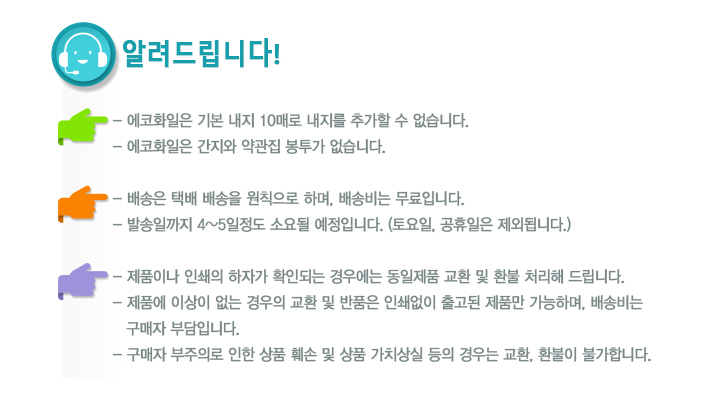 알려드립니다!
- 에코화일은 기본 내지 10매로 내지를 추가할 수 없습니다.
- 에코화일은 간지와 약관집 봉투가 없습니다.
- 배송은 택배 배송을 원칙으로 하며, 배송비는 무료입니다.
- 발송일까지 4~5일정도 소요될 예정입니다. (토요일, 공휴일은 제외됩니다.)
- 제품이나 인쇄의 하자가 확인되는 경우에는 동일제품 교환 및 환불 처리해 드립니다.
- 제품에 이상이 없는 경우의 교환 및 반품은 인쇄없이 출고된 제품만 가능하며, 배송비는
구매자 부담입니다.
- 구매자 부주의로 인한 상품 훼손 및 상품 가치상실 등의 경우는 교환, 환불이 불가합니다.